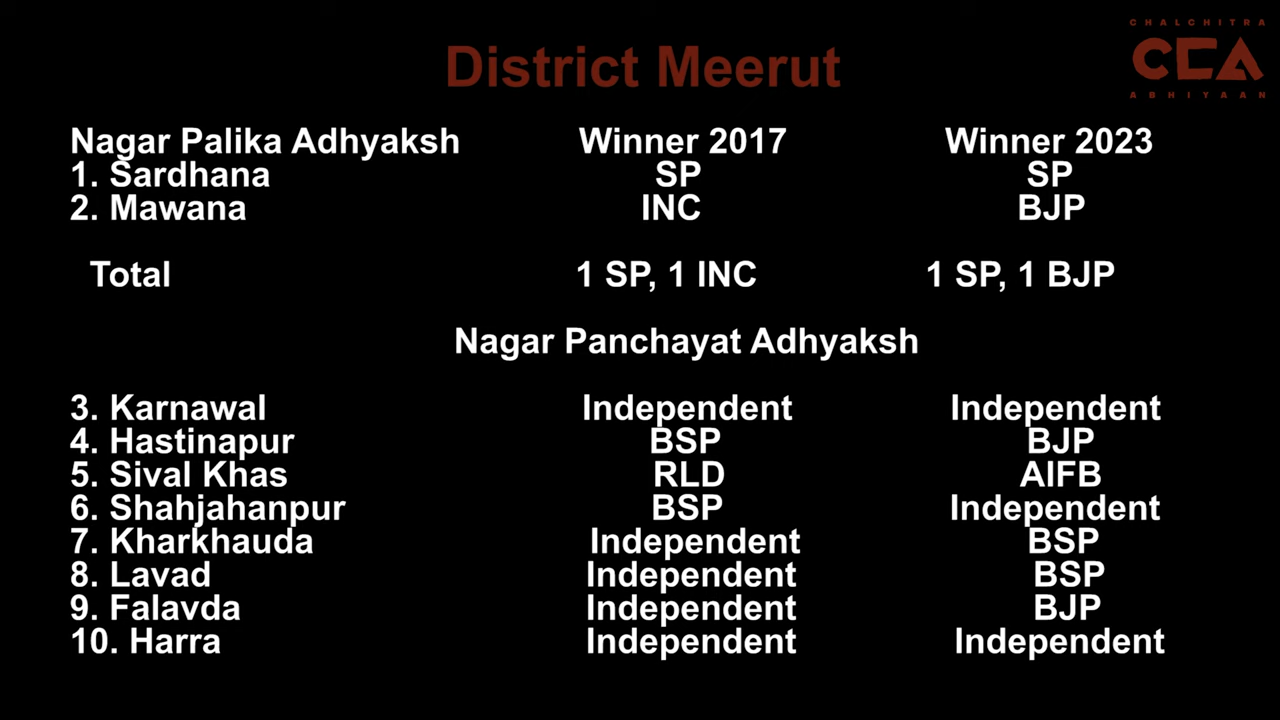 CHALCHITRA
CCA
ABHIYAAN
District Meerut
Nagar Palika Adhyaksh Winner 2017 Winner 2023
1. Sardhana SP SP
2. Mawana INC BJP
Total 1 SP, 1 INC 1 SP, 1 BJP
Nagar Panchayat Adhyaksh
3. Karnawal Independent Independent
4. Hastinapur BSP BJP
5. Sival Khas RLD AIFB
6. Shahjahanpur BSP Independent
7. Kharkhauda Independent BSP
8. Lavad Independent BSP
9. Falavda Independent BJP
10. Harra Independent Independent